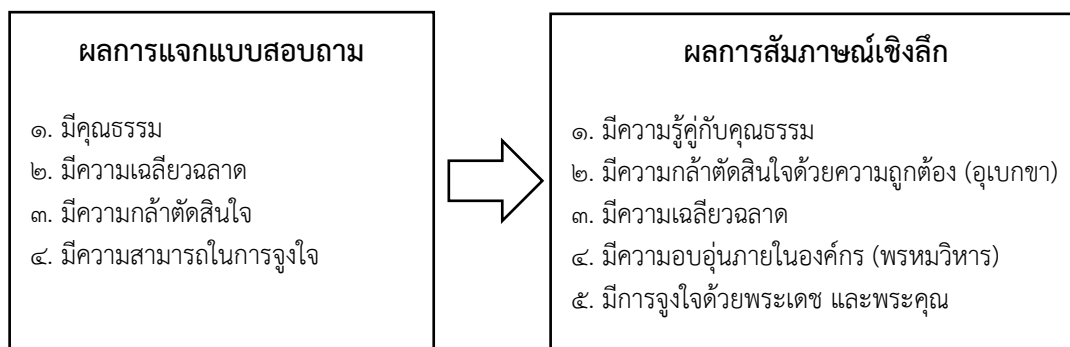 ผลการแจกแบบสอบถาม
๑. มีคุณธรรม
๒. มีความเฉลียวฉลาด
๓. มีความกล้าตัดสินใจ
๔. มีความสามารถในการจูงใจ
ผลการสัมภาษณ์เชิงลึก
๑. มีความรู้คู่กับคุณธรรม
๒. มีความกล้าตัดสินใจด้วยความถูกต้อง (อุเบกขา)
๓. มีความเฉลียวฉลาด
๔. มีความอบอุ่นภายในองค์กร (พรหมวิหาร)
๕. มีการจูงใจด้วยพระเดช และพระคุณ